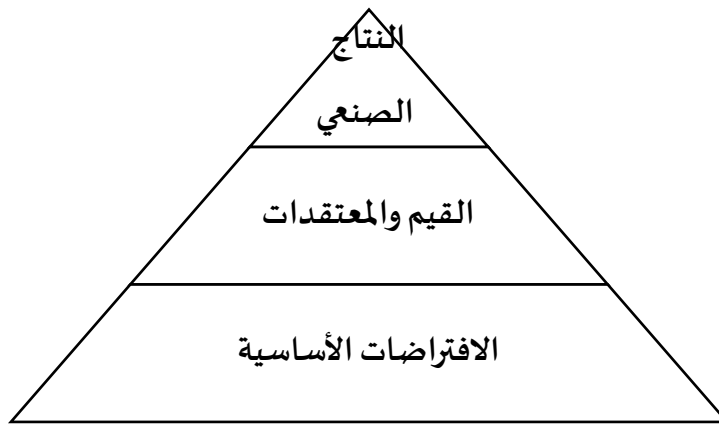 النتاج
الصنعي
القيم والمعتقدات
الافتراضات الأساسية